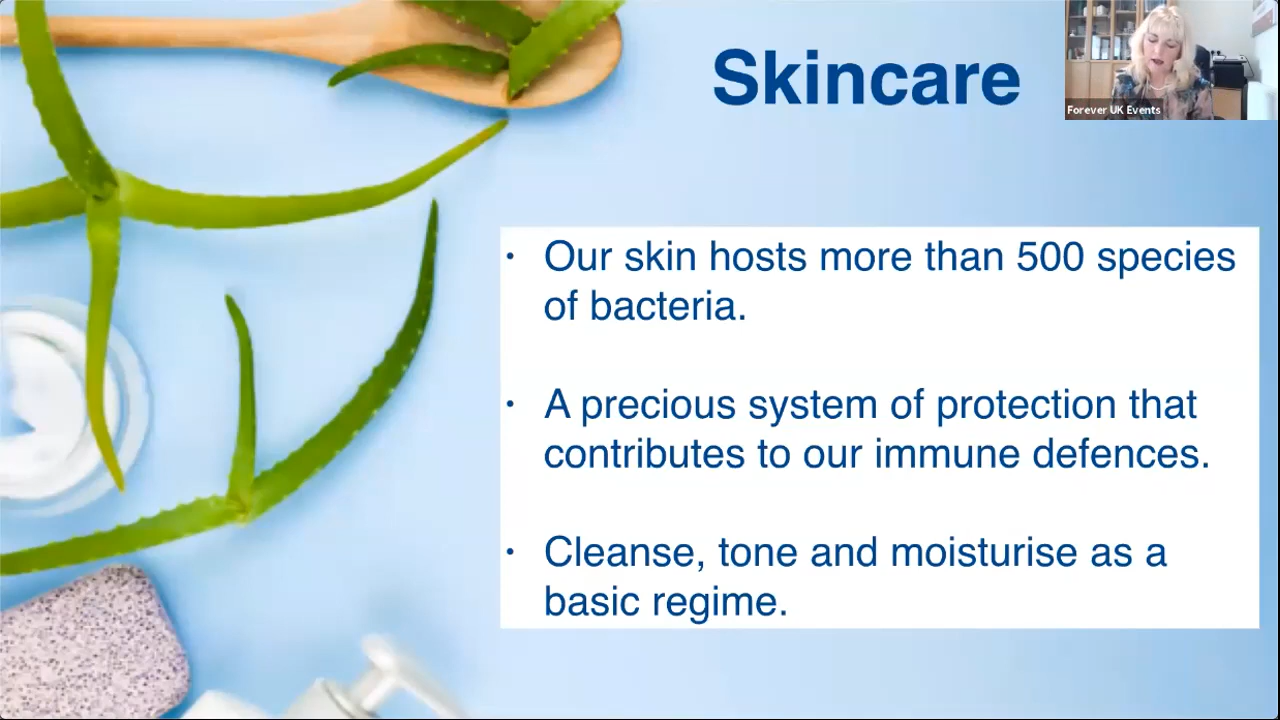 Skincare
Forever UK Events
• Our skin hosts more than 500 species
of bacteria.
• A precious system of protection that
contributes to our immune defences.
• Cleanse, tone and moisturise as a
basic regime.